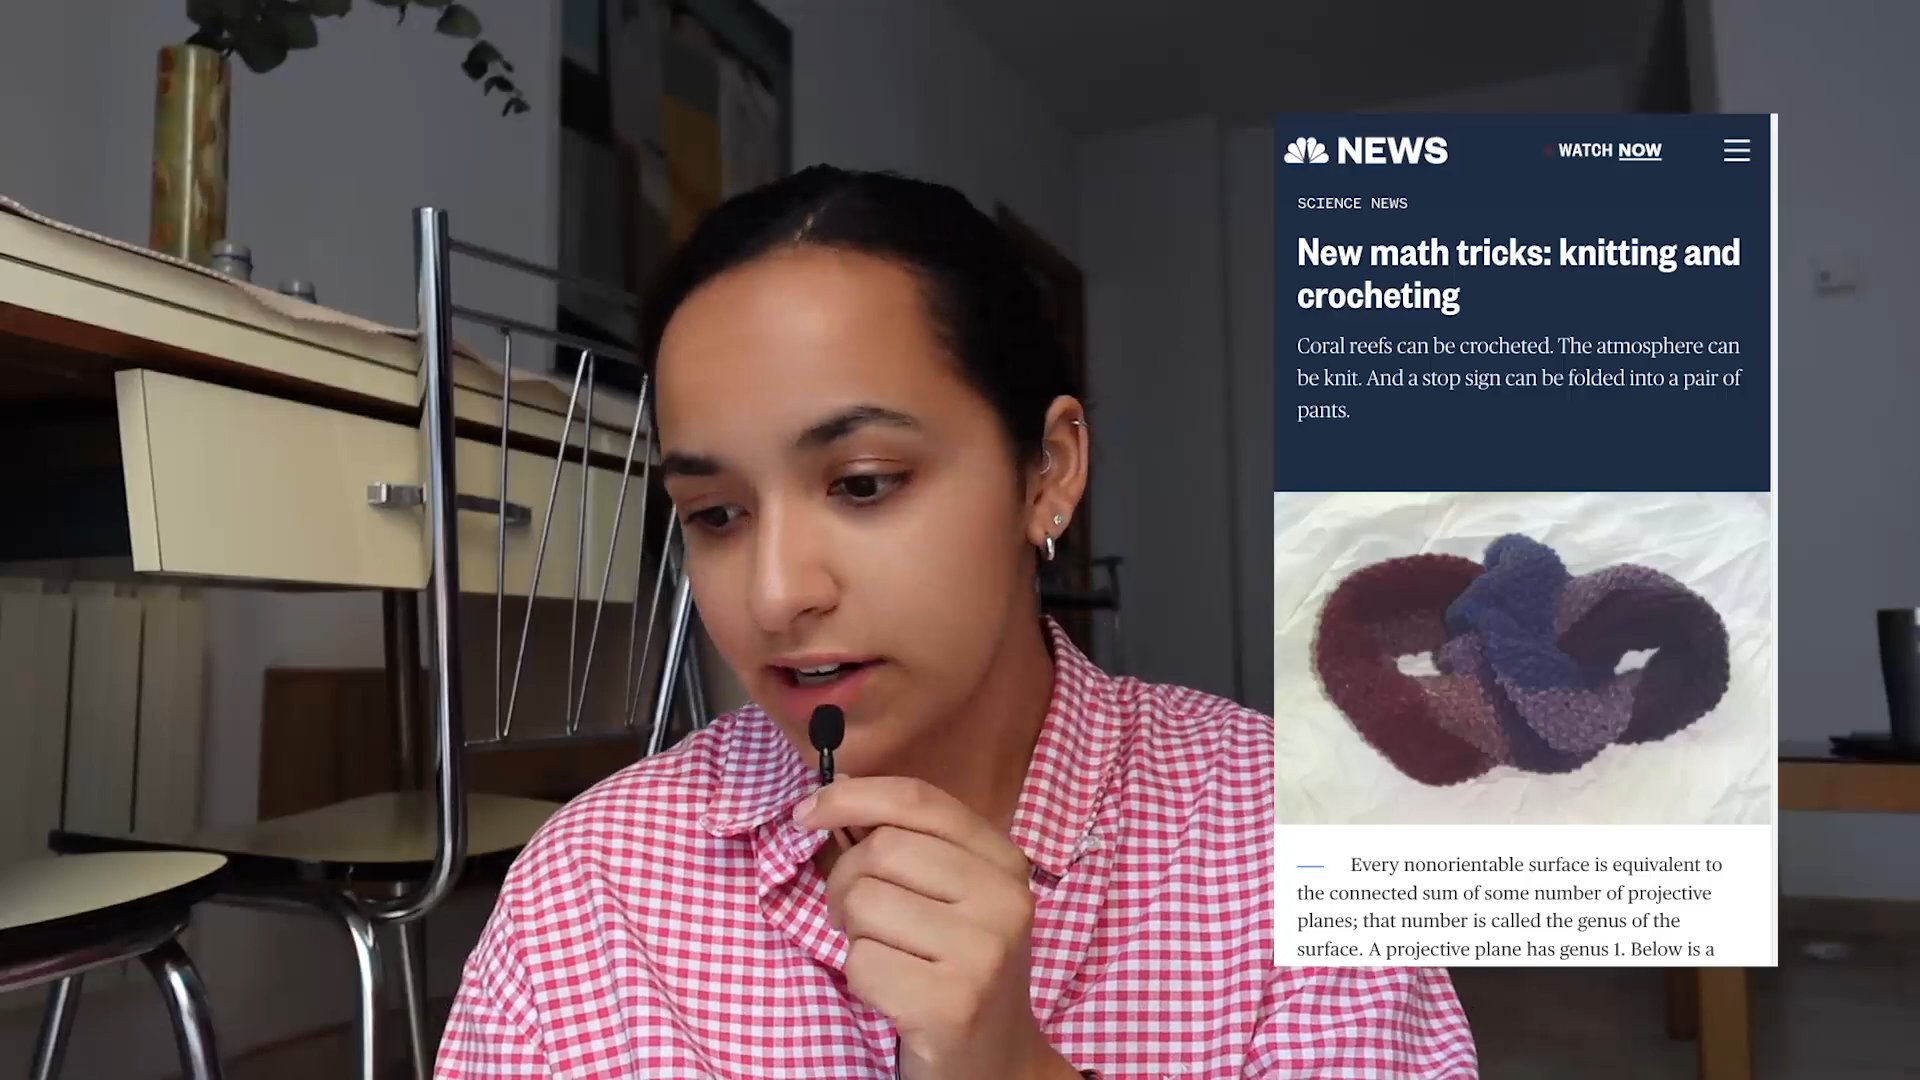 NEWS
WATCH NOW
SCIENCE NEWS
New math tricks: knitting and
crocheting
Coral reefs can be crocheted. The atmosphere can
be knit. And a stop sign can be folded into a pair of
pants.
Every nonorientable surface is equivalent to
the connected sum of some number of projective
planes; that number is called the genus of the
surface. A projective plane has genus 1. Below is a